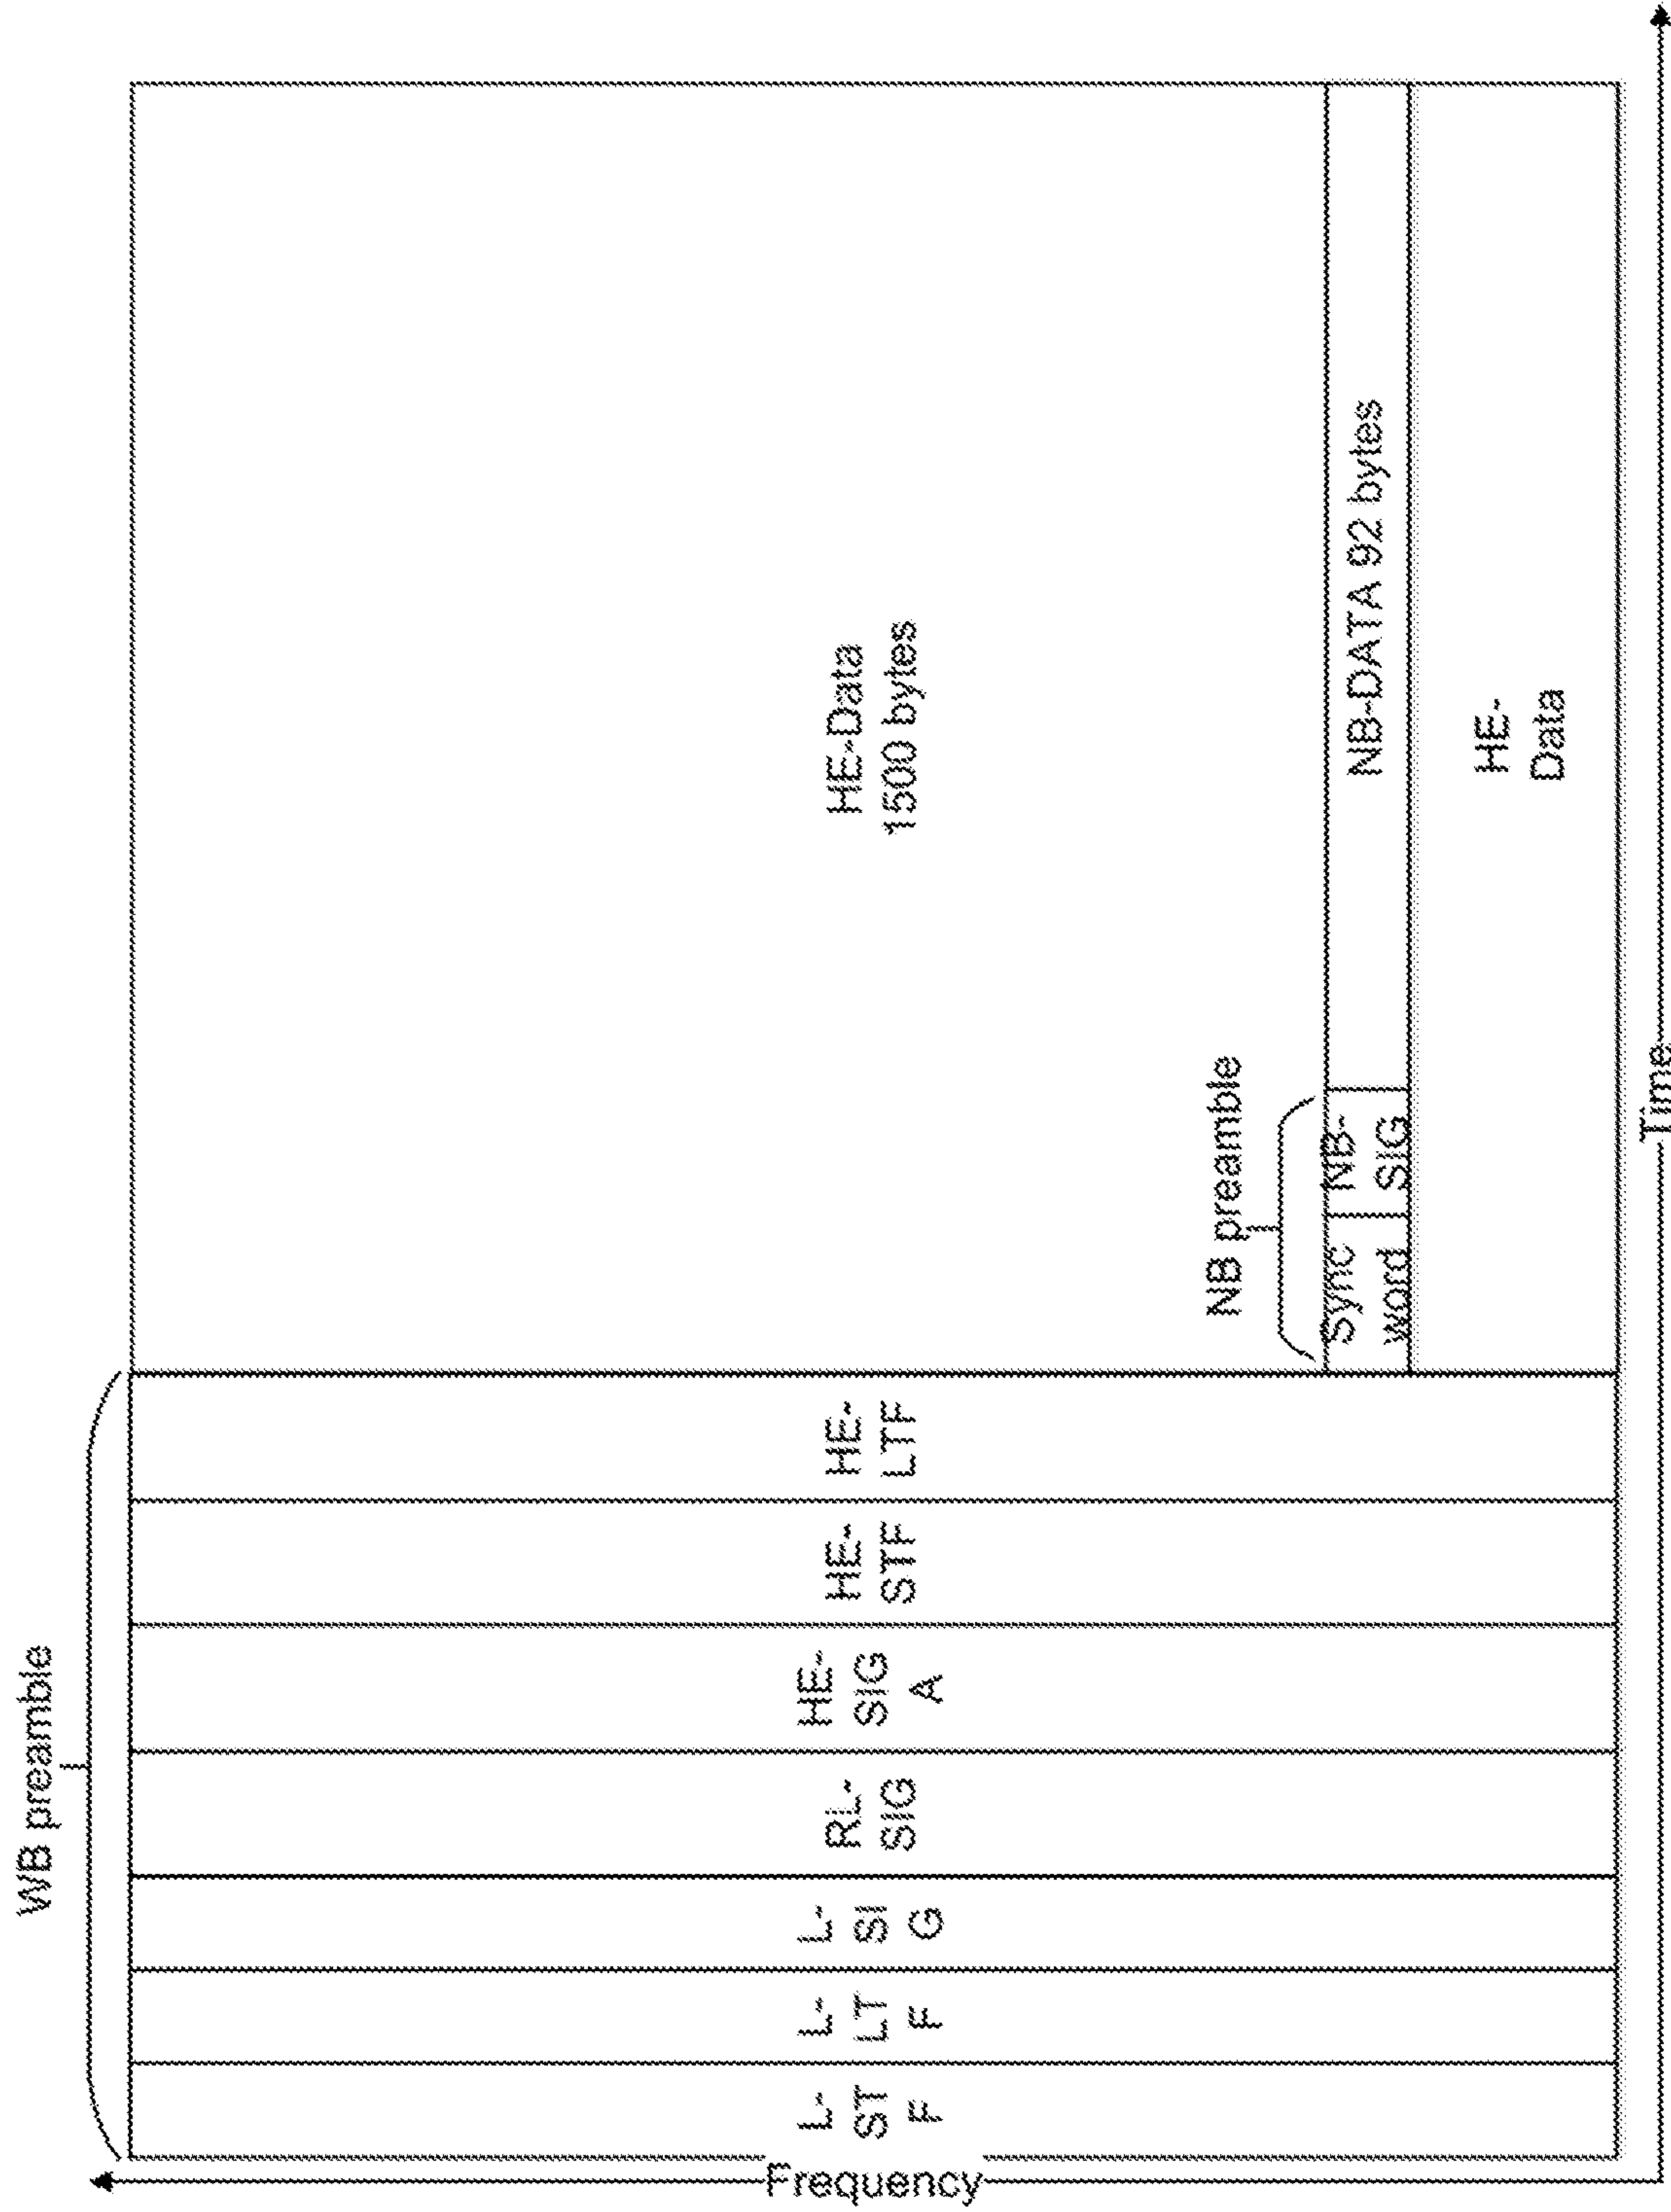 WB preamble
L-
ST
F
L-
LT
F
L-
SI
G
RL-
SIG
HE-
SIG
A
HE-
STF
HE-
LTF
HE-Data
1500 bytes
NB preamble
Sync
word
NB-
SIG
NB-DATA 92 bytes
HE-
Data
Frequency
Time